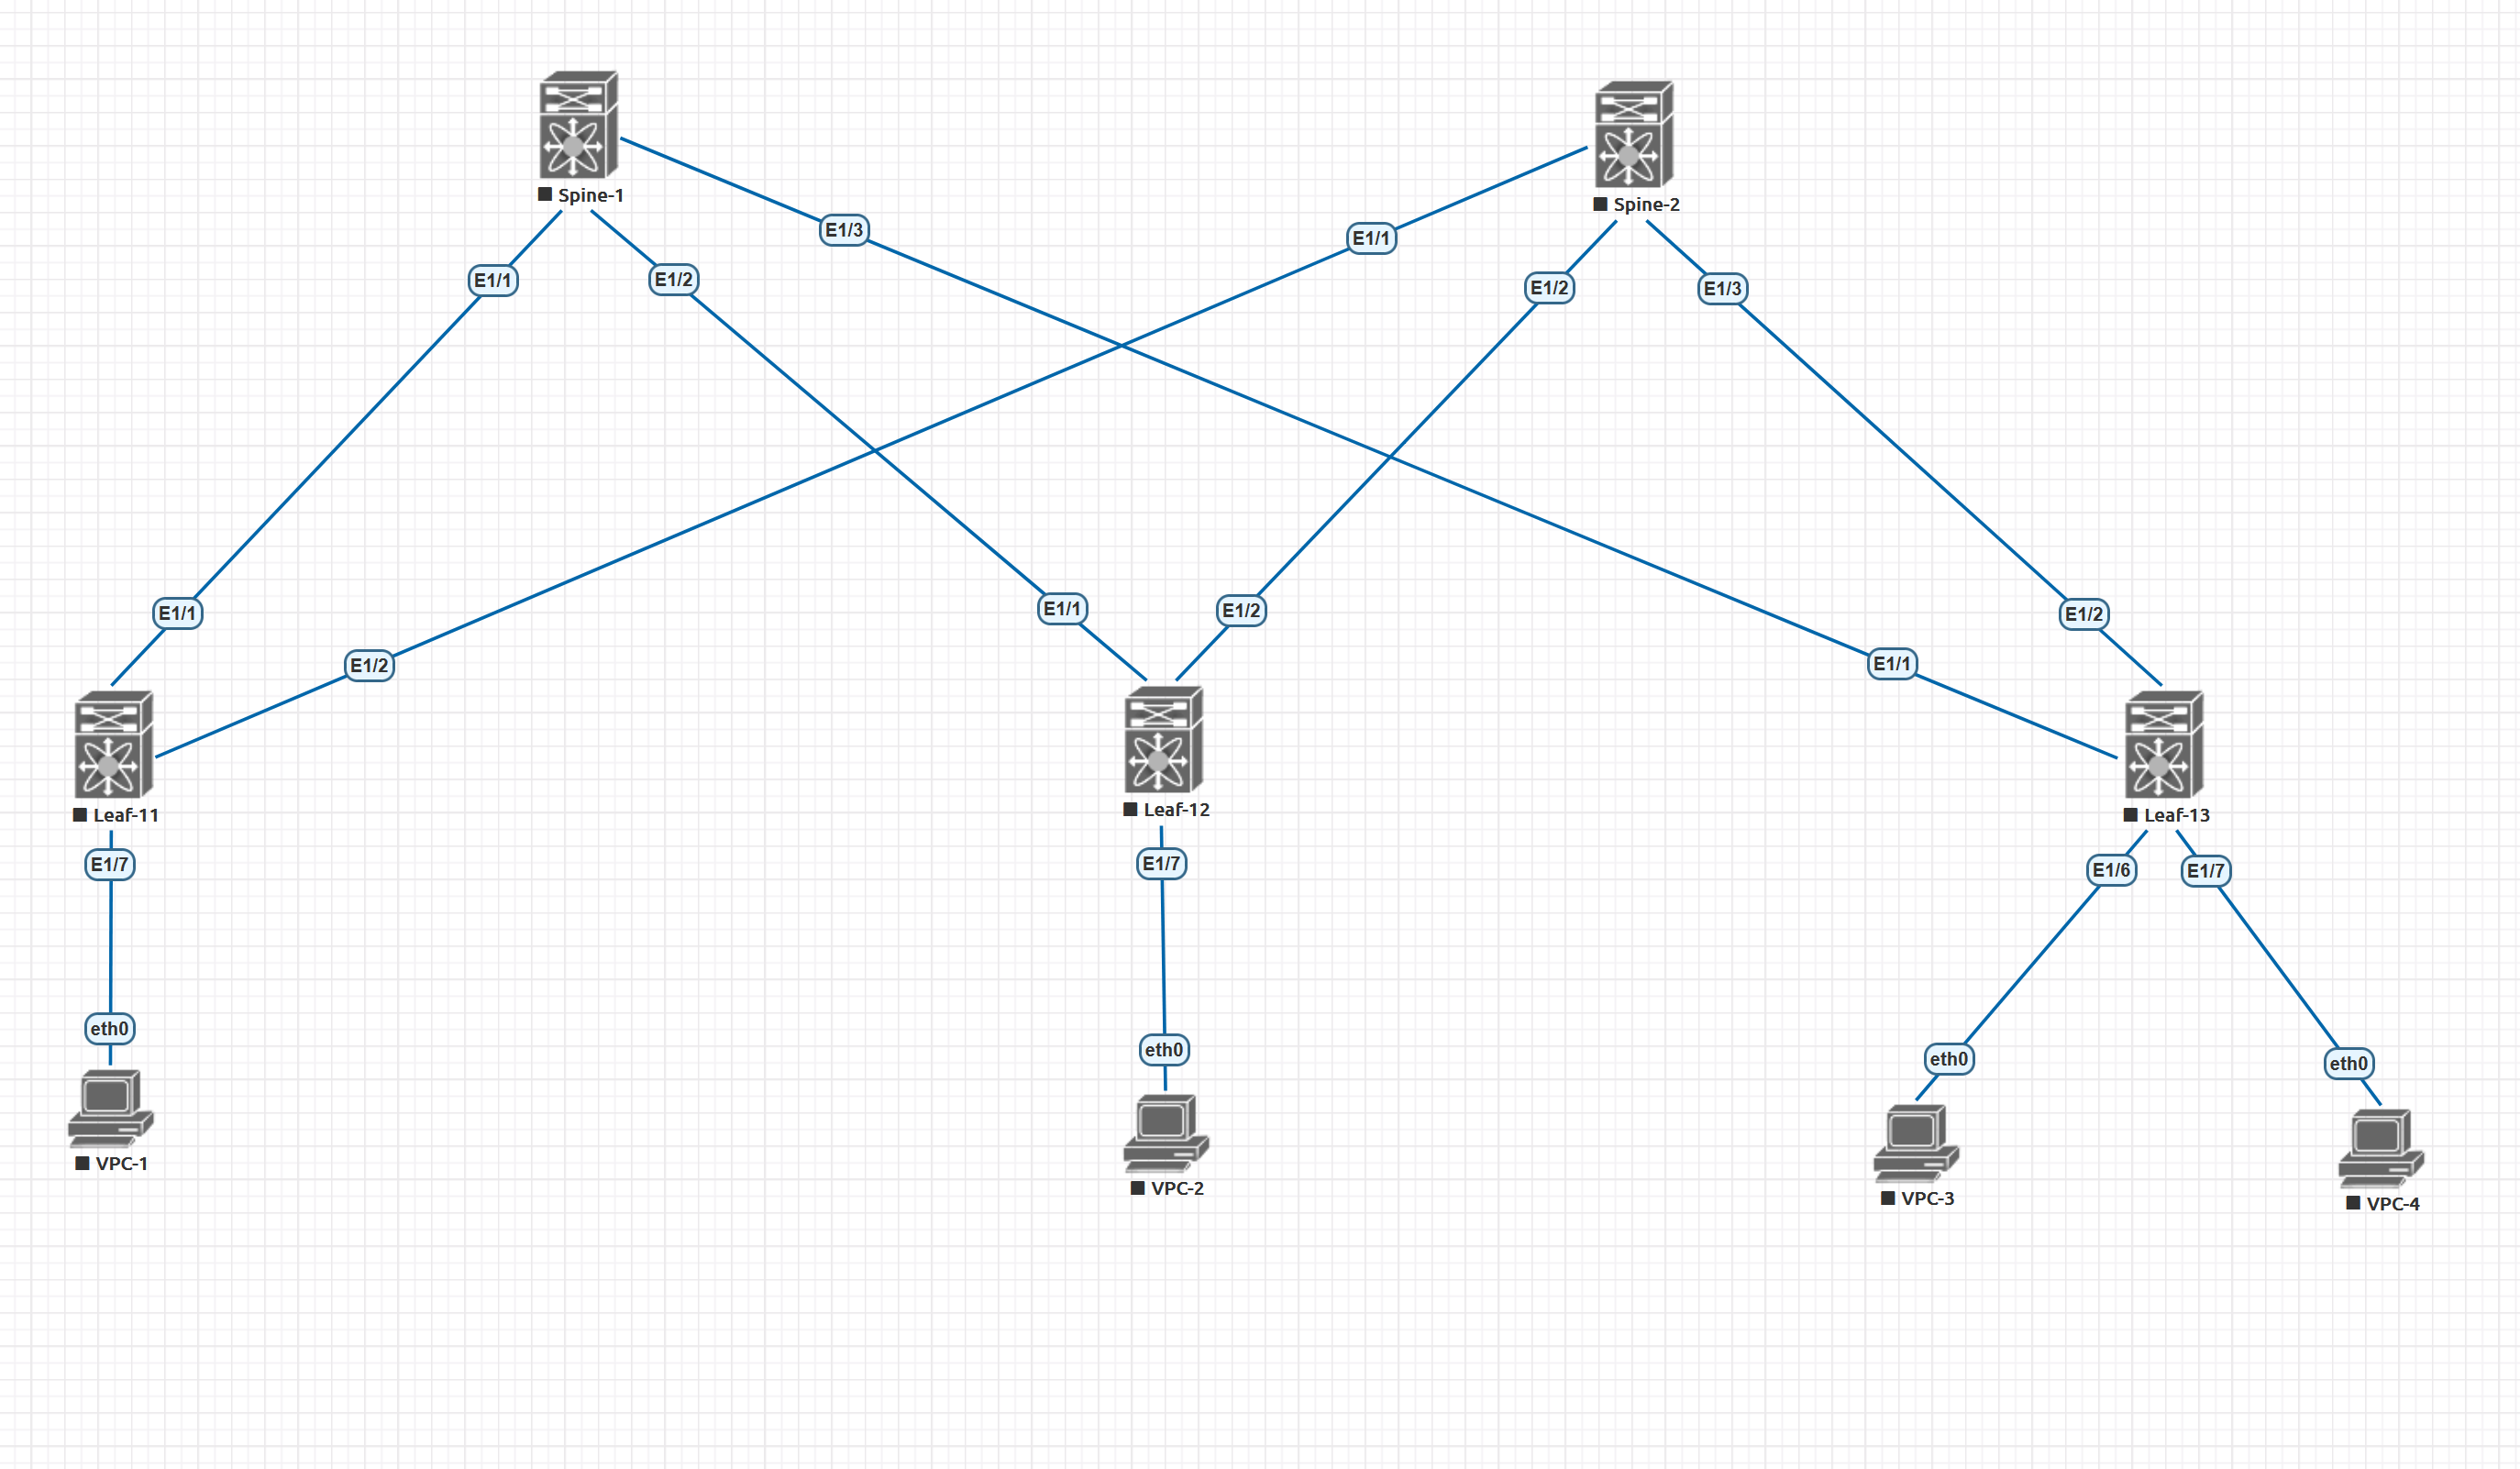 Spine-1
Spine-2
E1/3
E1/1
E1/1
E1/2
E1/2
E1/3
E1/1
E1/2
E1/1
E1/2
E1/1
E1/2
Leaf-11
Leaf-12
Leaf-13
E1/7
E1/7
E1/6
E1/7
eth0
eth0
eth0
eth0
VPC-1
VPC-2
VPC-3
VPC-4